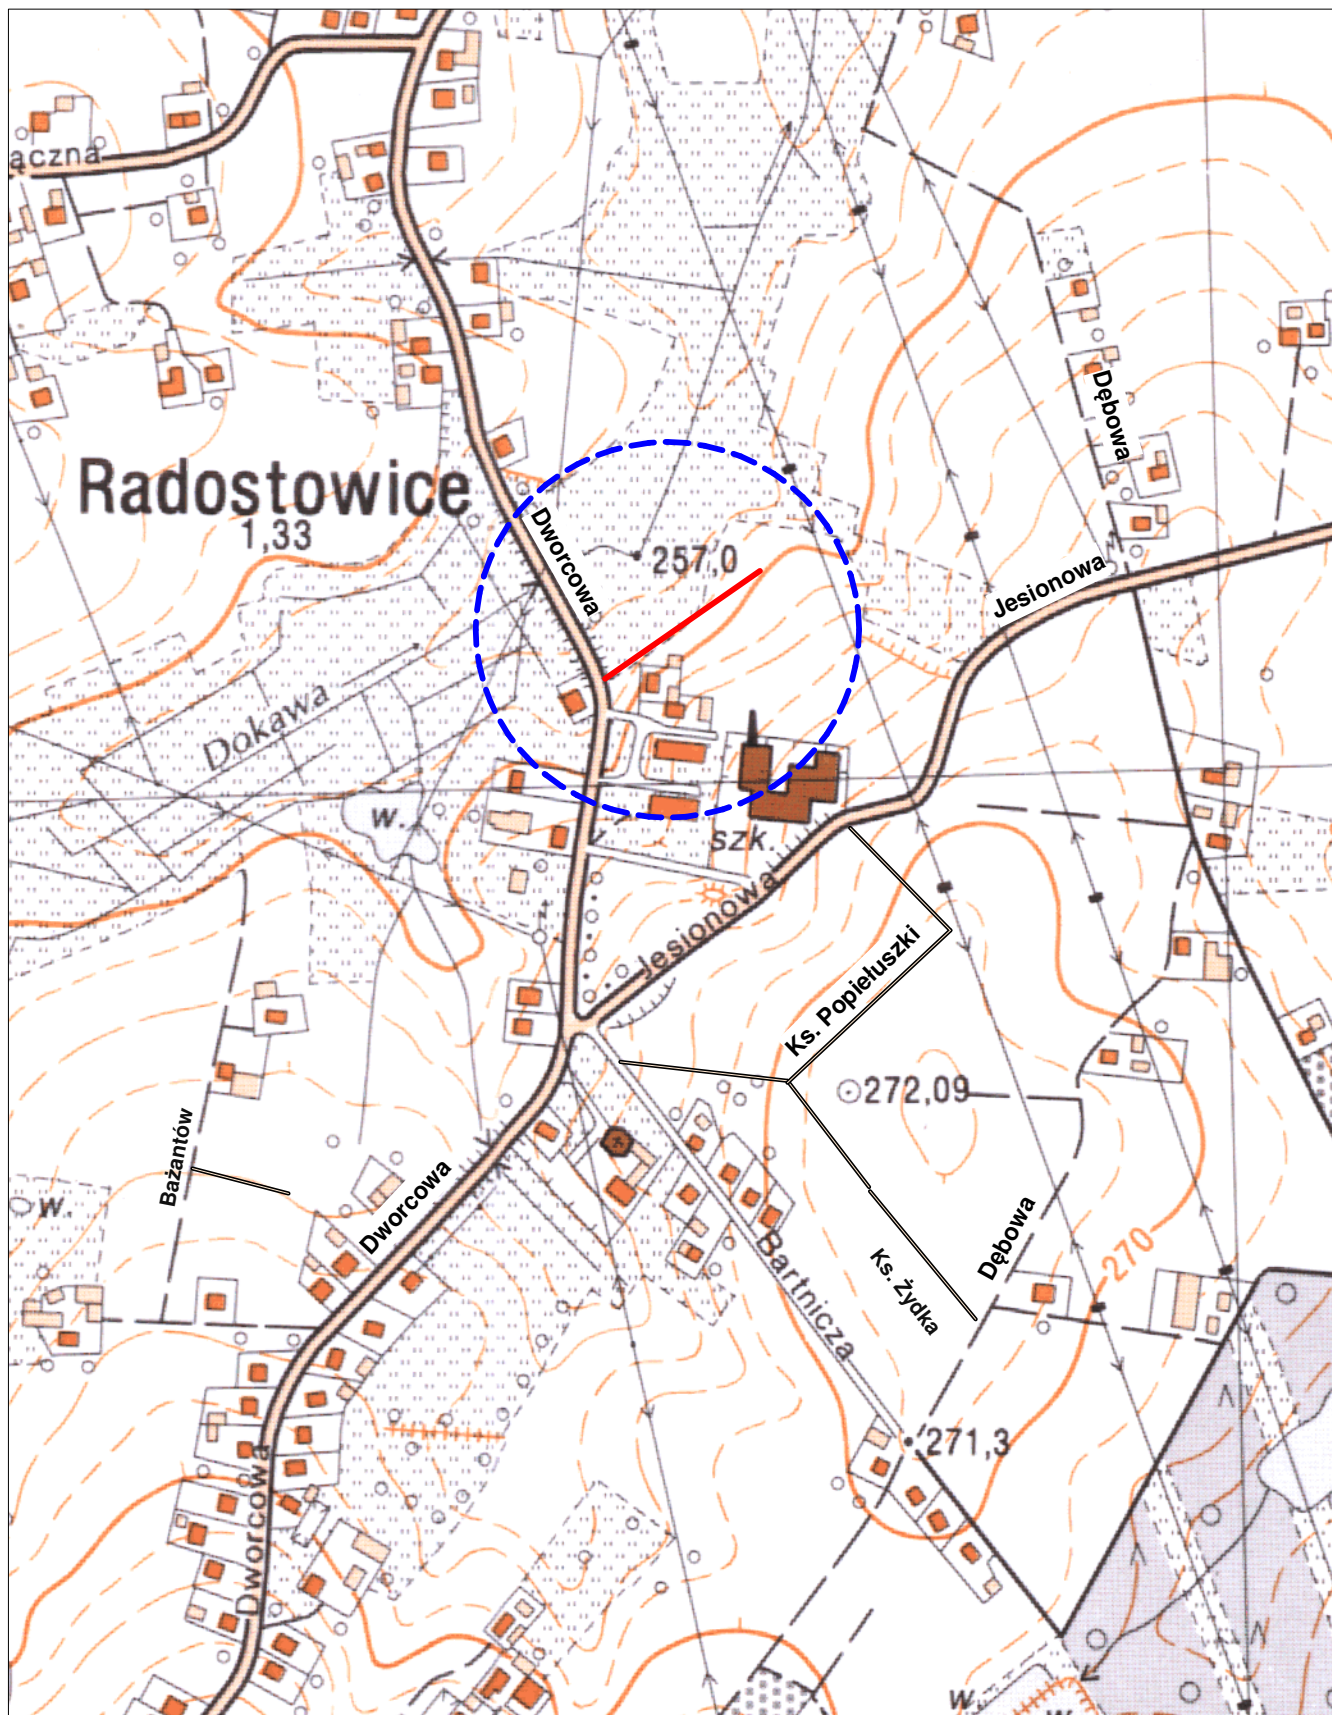 ączna
Dębowa
Radostowice
1,33
Dworcowa
257,0
Jesionowa
Dokawa
w.
szk.
Jesionowa
Ks. Popiełuszki
272,09
Bażantów
Dworcowa
w.
Dębowa
270
Bartnicza
Ks. Żydka
271,3
Dworcowa
w.
w.